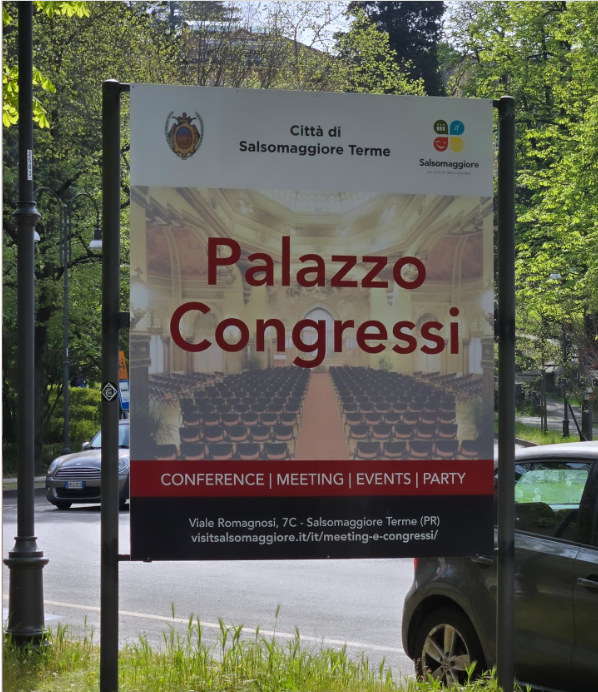 Città di
Salsomaggiore Terme
Salsomaggiore
Palazzo
Congressi
CONFERENCE | MEETING | EVENTS | PARTY
Viale Romagnosi, 7C - Salsomaggiore Terme (PR)
visitsalsomaggiore.it/it/meeting-e-congressi/